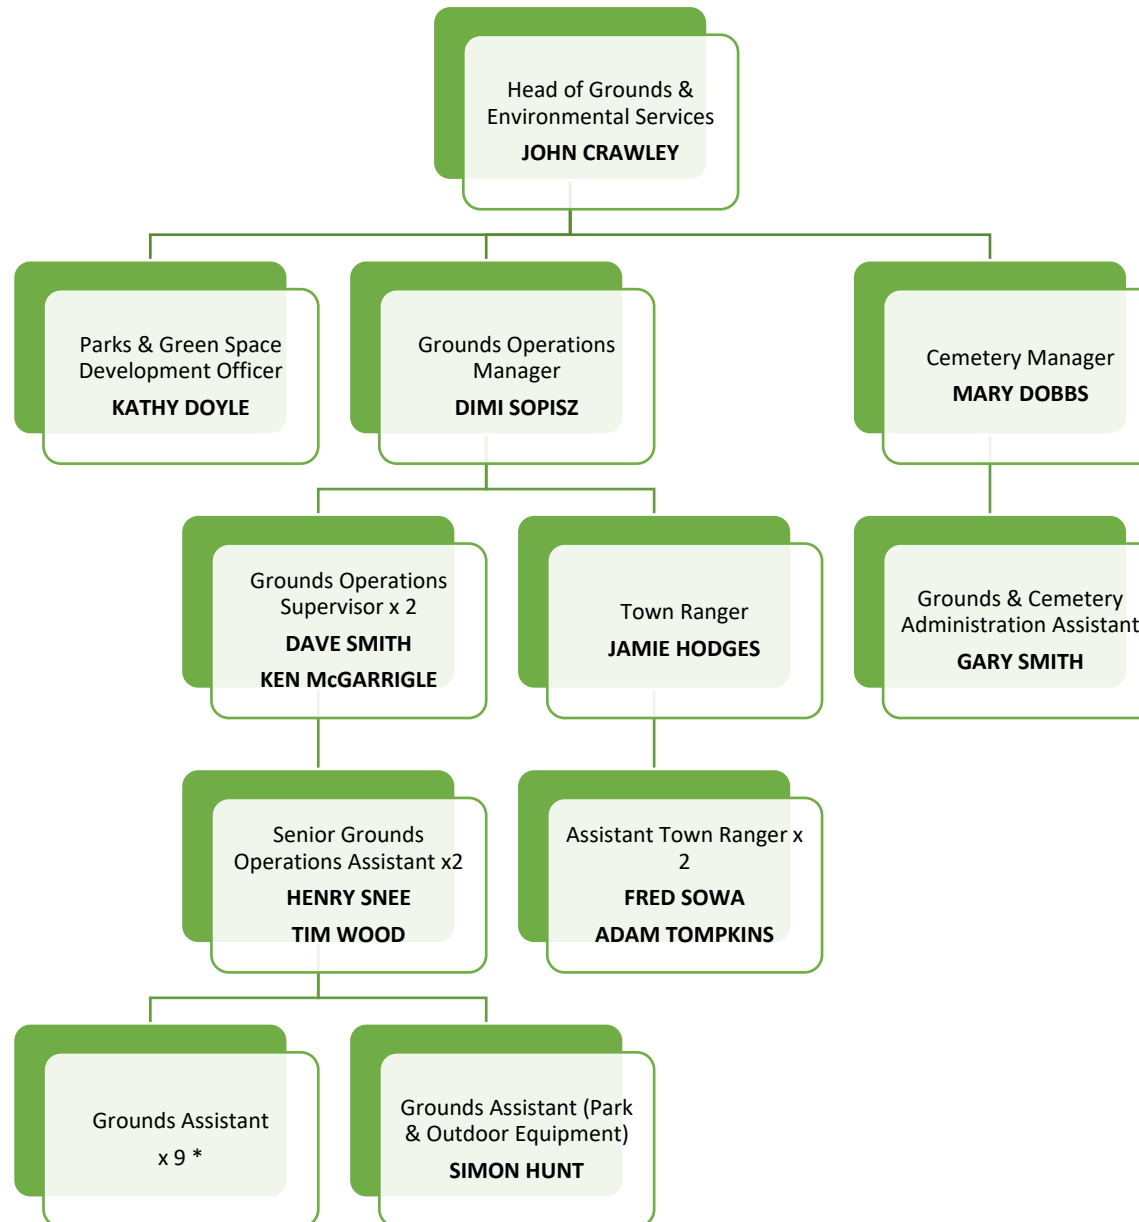 Head of Grounds &
Environmental Services
JOHN CRAWLEY
Parks & Green Space
Development Officer
KATHY DOYLE
Grounds Operations
Manager
DIMI SOPISZ
Cemetery Manager
MARY DOBBS
Grounds Operations
Supervisor x 2
DAVE SMITH
KEN McGARRIGLE
Town Ranger
JAMIE HODGES
Grounds & Cemetery
Administration Assistant
GARY SMITH
Senior Grounds
Operations Assistant x2
HENRY SNEE
TIM WOOD
Assistant Town Ranger x
2
FRED SOWA
ADAM TOMPKINS
Grounds Assistant
x 9 *
Grounds Assistant (Park
& Outdoor Equipment)
SIMON HUNT